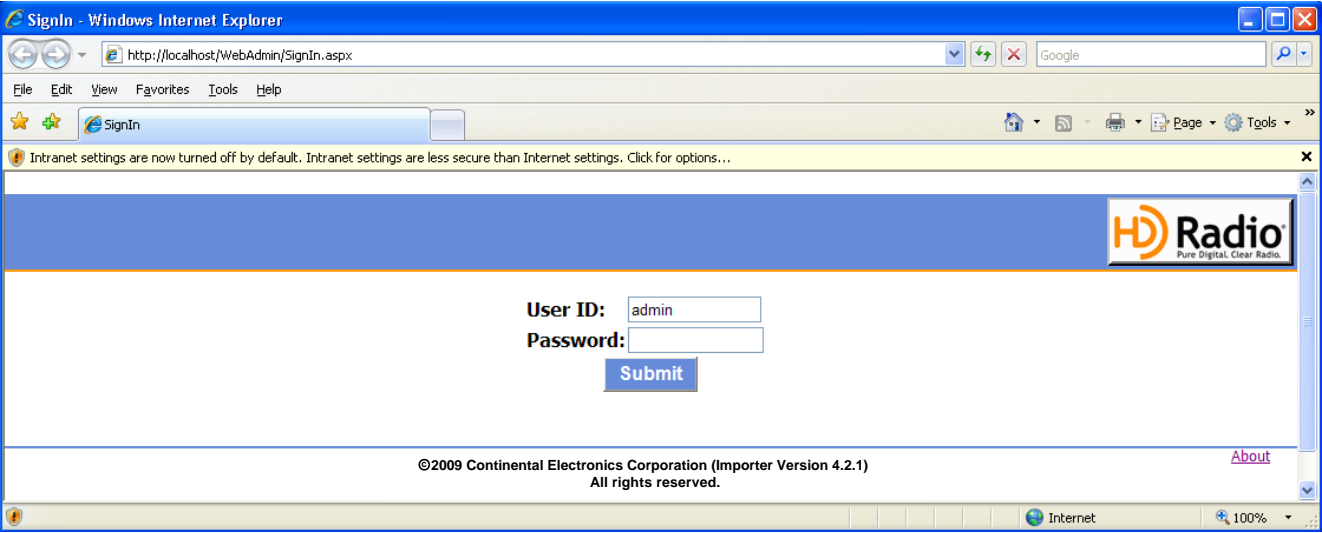 SignIn - Windows Internet Explorer
http://localhost/WebAdmin/SignIn.aspx
Google
File Edit View Favorites Tools Help
SignIn
Page Tools »
Intranet settings are now turned off by default. Intranet settings are less secure than Internet settings. Click for options...
HD Radio®
Pure Digital. Clear Radio.
User ID: admin
Password:
Submit
©2009 Continental Electronics Corporation (Importer Version 4.2.1)
All rights reserved.
About
Internet 100%